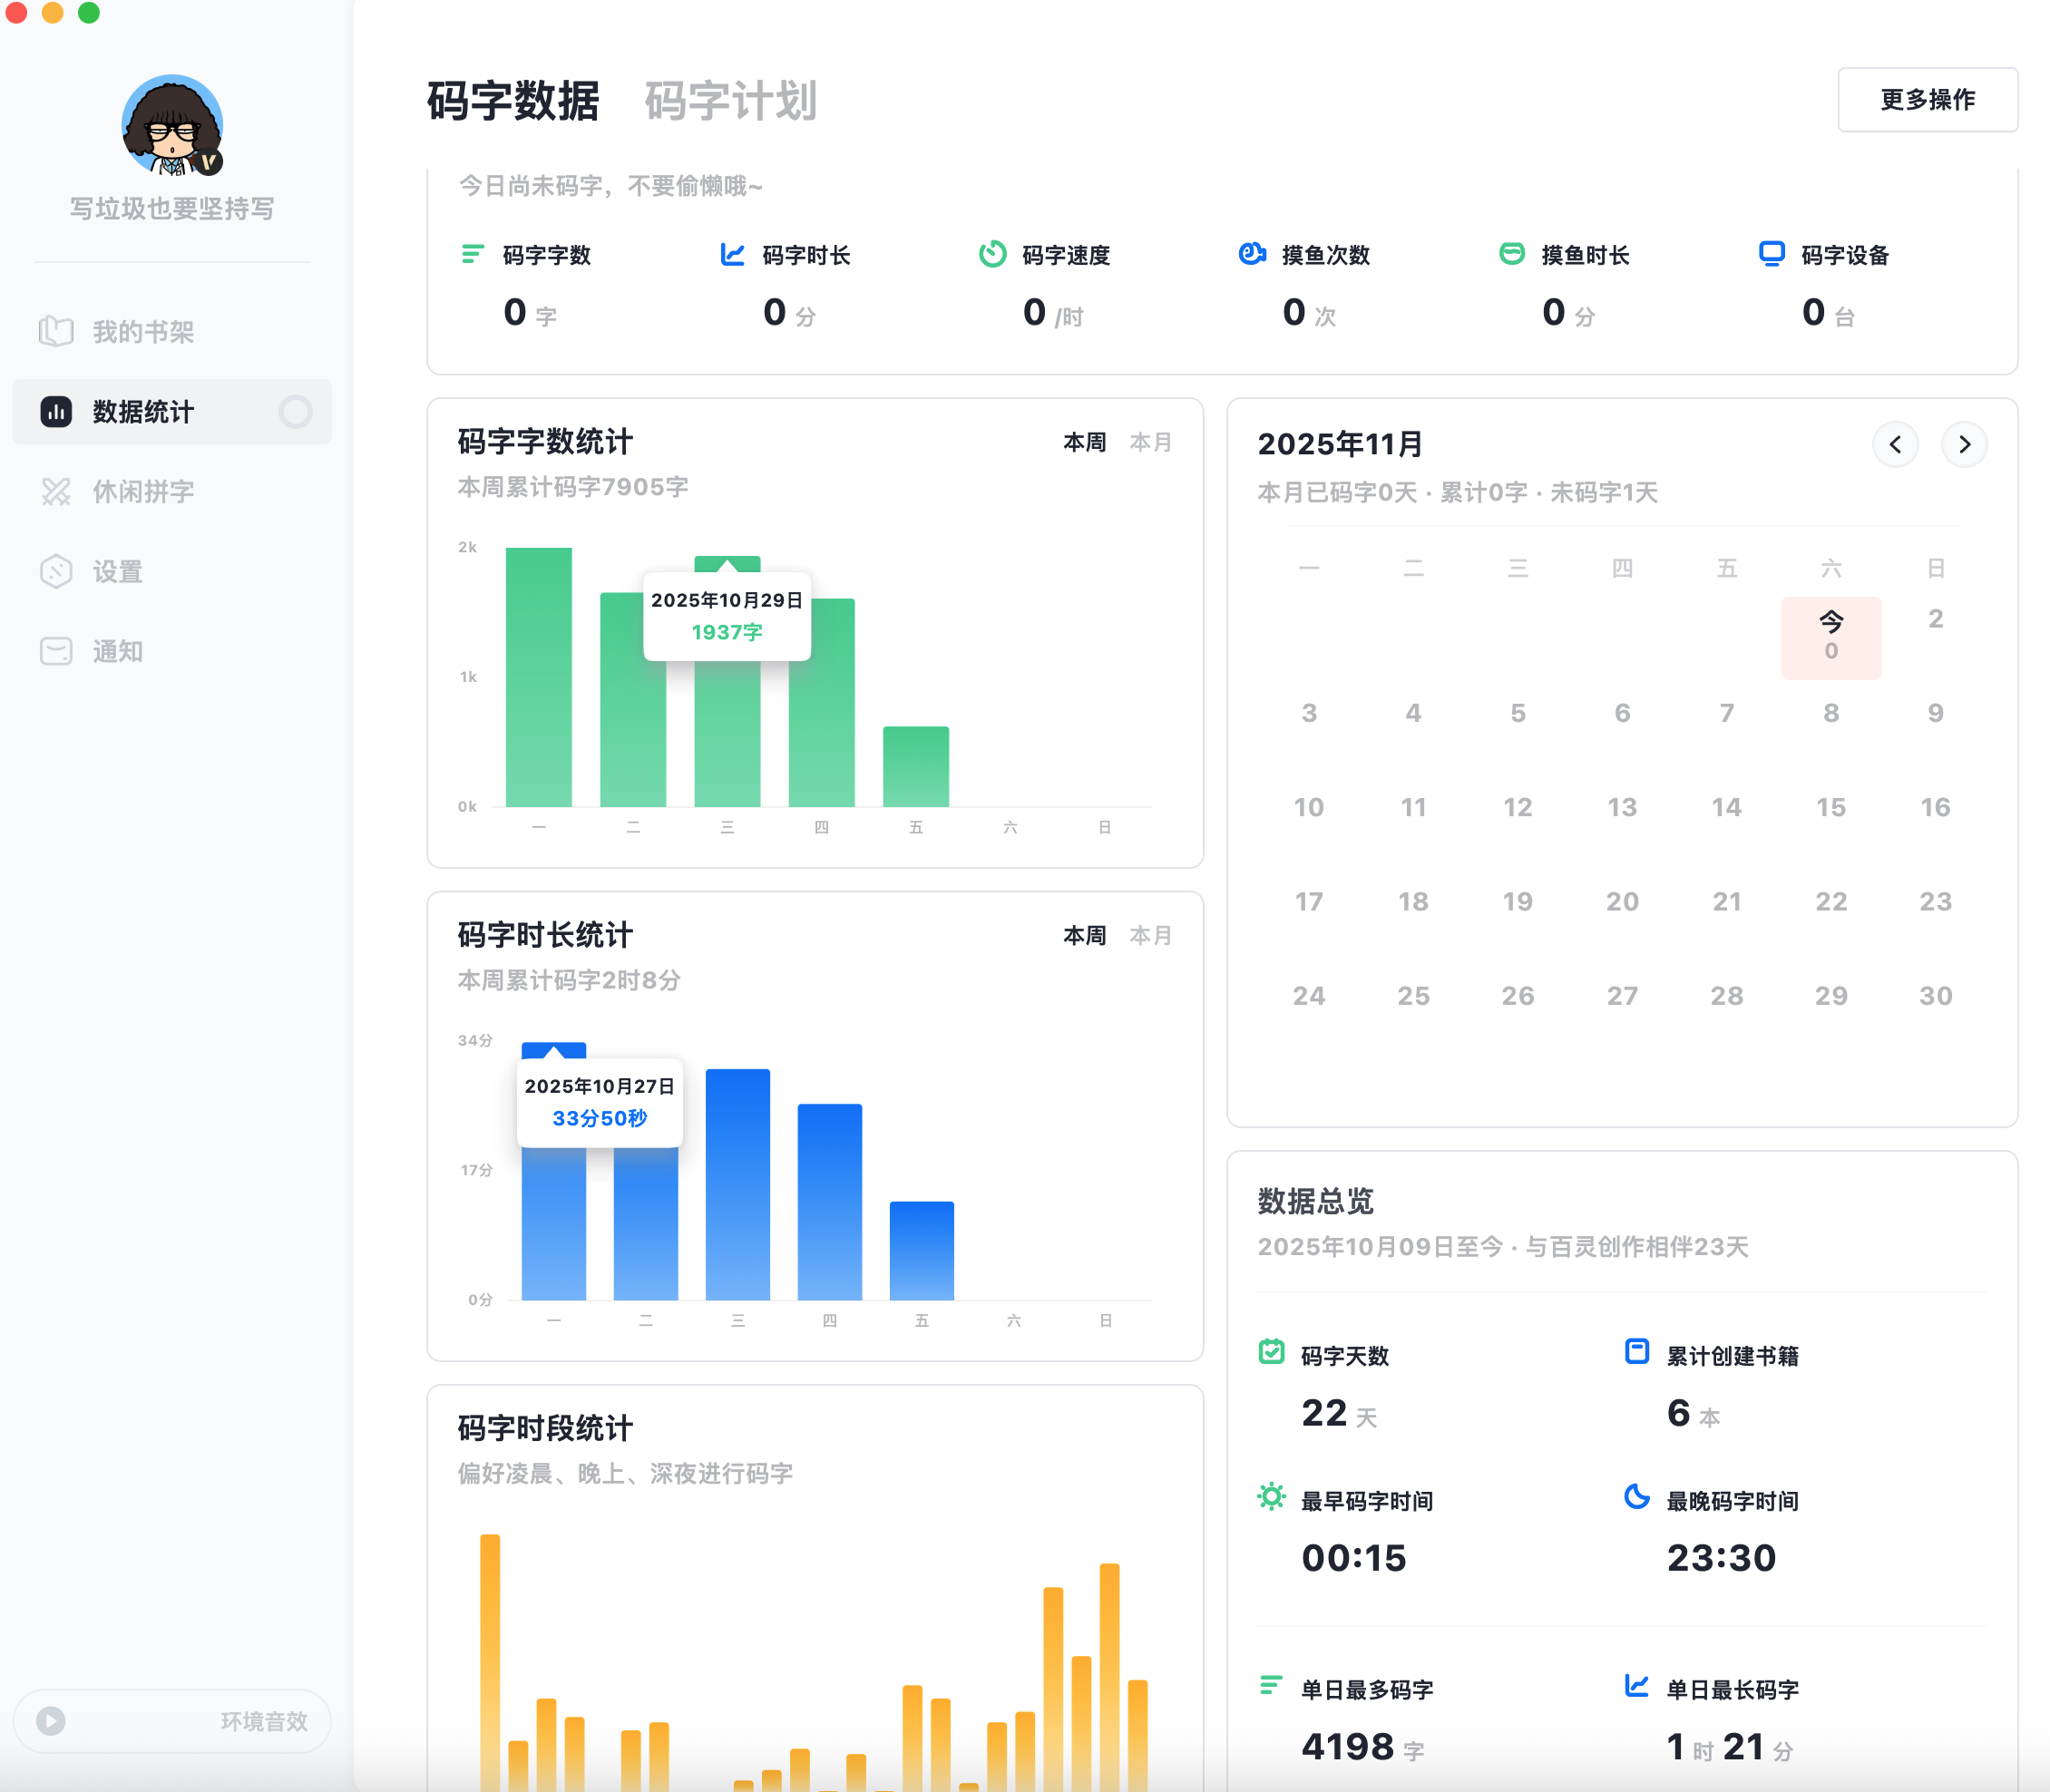 写垃圾也要坚持写
我的书架
数据统计
休闲拼字
设置
通知
环境音效
码字数据 码字计划
更多操作
今日尚未码字，不要偷懒哦~
码字字数 码字时长 码字速度 摸鱼次数 摸鱼时长 码字设备
0 字 0 分 0 /时 0 次 0 分 0 台
码字字数统计 本周 本月
本周累计码字7905字
2k
2025年10月29日
1937字
1k
0k
一 二 三 四 五 六 日
码字时长统计 本周 本月
本周累计码字2时8分
34分
2025年10月27日
33分50秒
17分
0分
一 二 三 四 五 六 日
码字时段统计
偏好凌晨、晚上、深夜进行码字
2025年11月
本月已码字0天 · 累计0字 · 未码字1天
一 二 三 四 五 六 日
今 2
0
3 4 5 6 7 8 9
10 11 12 13 14 15 16
17 18 19 20 21 22 23
24 25 26 27 28 29 30
数据总览
2025年10月09日至今 · 与百灵创作相伴23天
码字天数 累计创建书籍
22 天 6 本
最早码字时间 最晚码字时间
00:15 23:30
单日最多码字 单日最长码字
4198 字 1 时 21 分